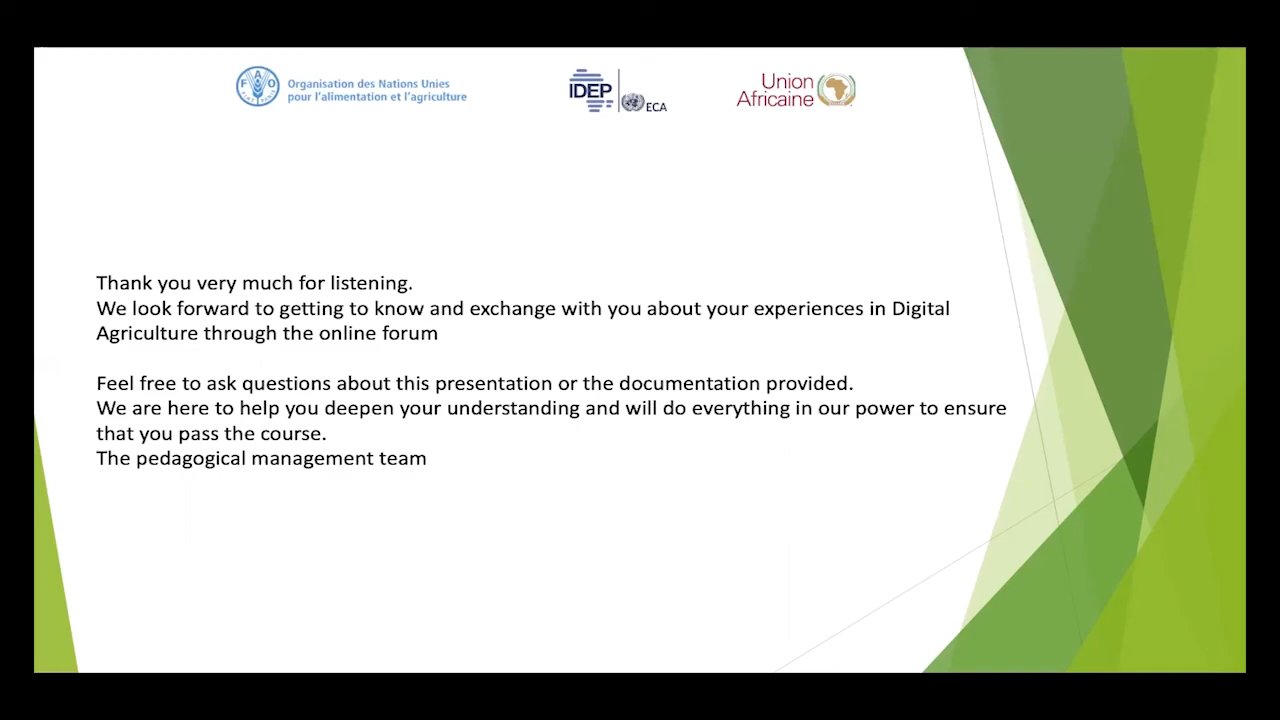 FAO
Organisation des Nations Unies
pour l'alimentation et l'agriculture
IDEP
ECA
Union
Africaine
Thank you very much for listening.
We look forward to getting to know and exchange with you about your experiences in Digital
Agriculture through the online forum
Feel free to ask questions about this presentation or the documentation provided.
We are here to help you deepen your understanding and will do everything in our power to ensure
that you pass the course.
The pedagogical management team